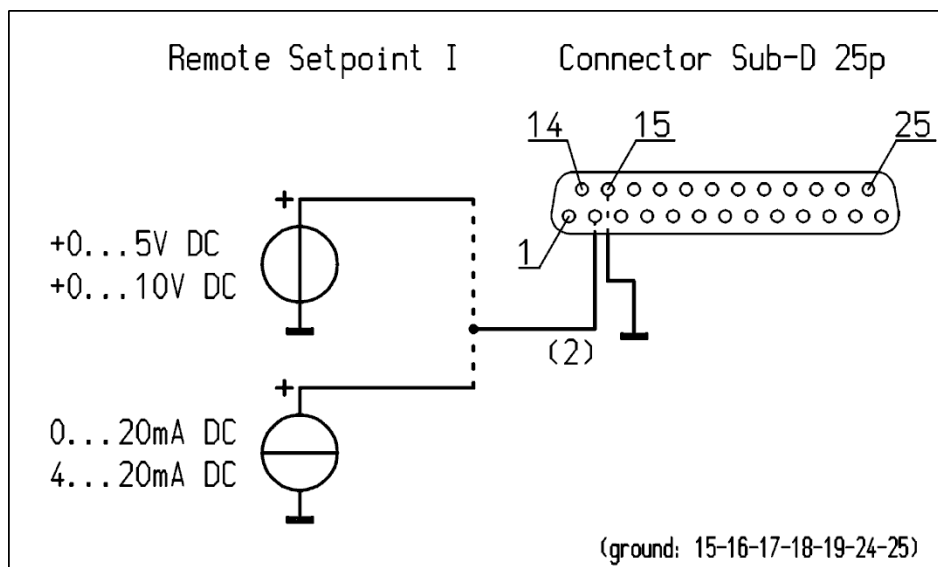 Remote Setpoint I
Connector Sub-D 25p
14
15
25
1
+
+0...5V DC
+0...10V DC
(2)
+
0...20mA DC
4...20mA DC
(ground: 15-16-17-18-19-24-25)